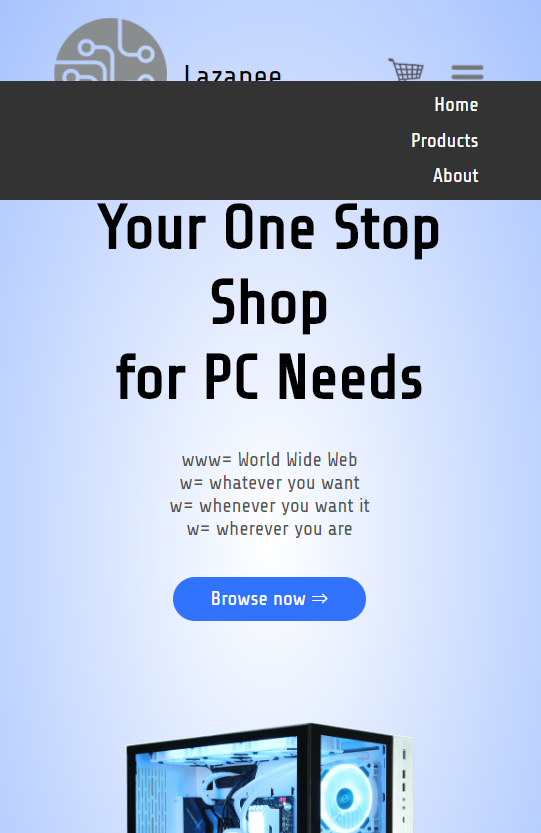 Lazapee
Home
Products
About
Your One Stop
Shop
for PC Needs
www= World Wide Web
w= whatever you want
w= whenever you want it
w= wherever you are
Browse now ⇒